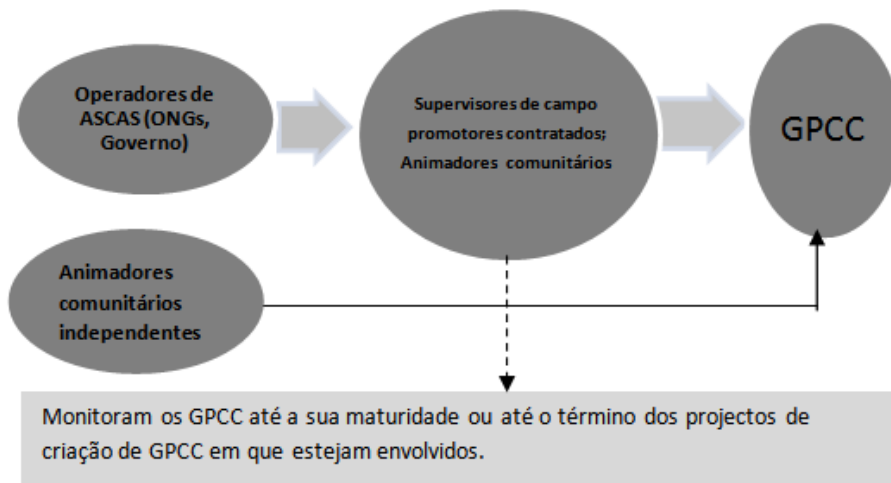 Operadores de
ASCAS (ONGs,
Governo)
Supervisores de campo
promotores contratados;
Animadores comunitários
GPCC
Animadores
comunitários
independentes
Monitoram os GPCC até a sua maturidade ou até o término dos projectos de
criação de GPCC em que estejam envolvidos.